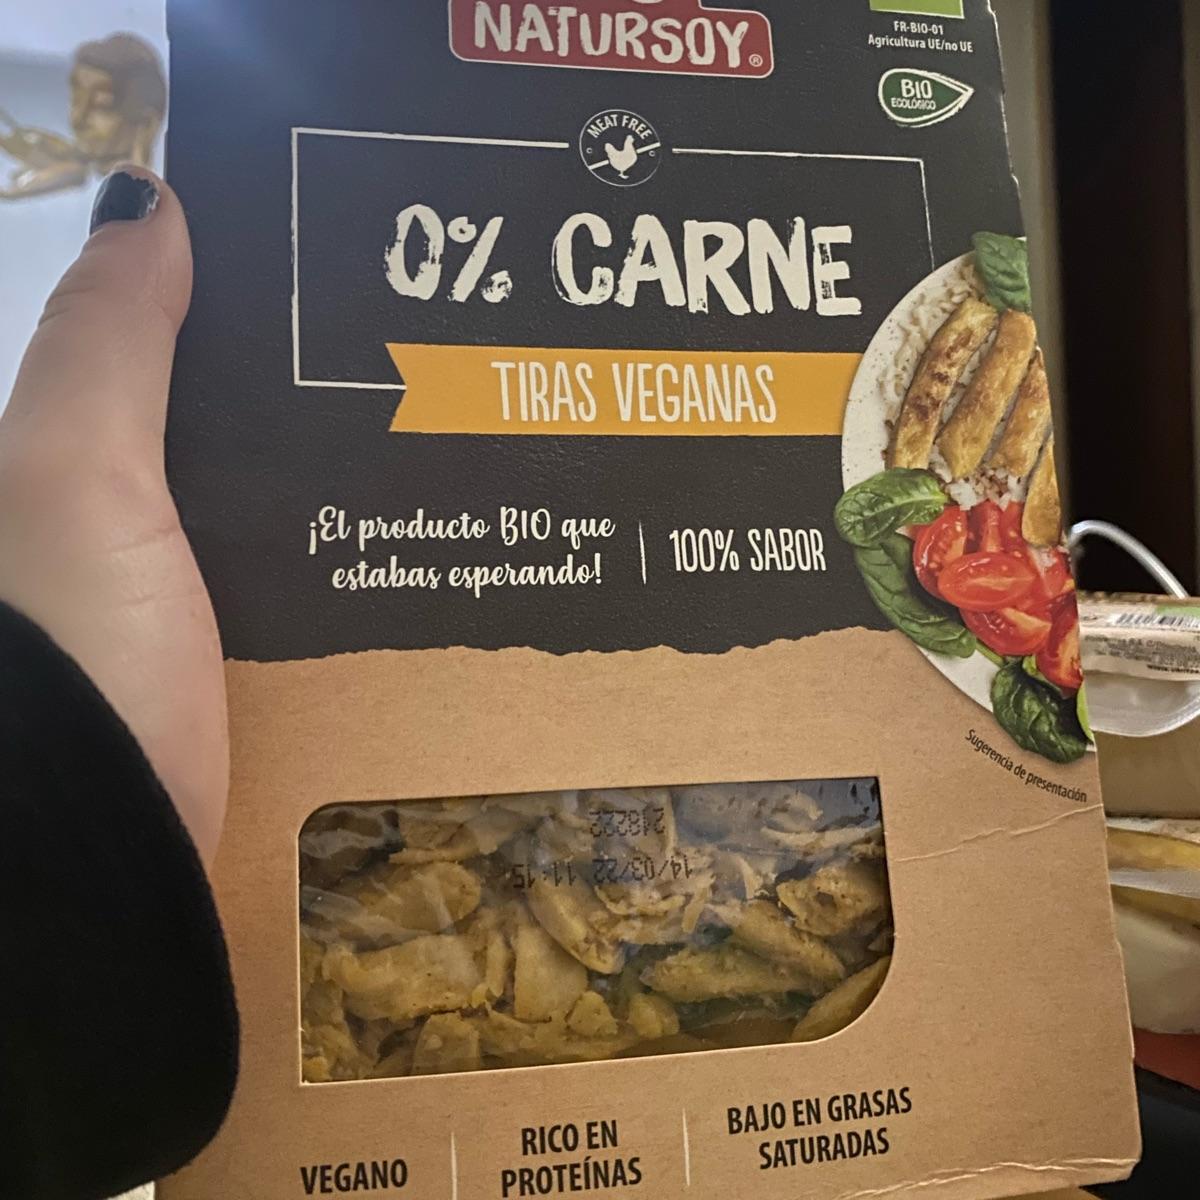 NATURSOY®
FR-BIO-01
Agricultura UE/no UE
BIO
ECOLÓGICO
MEAT FREE
0% CARNE
TIRAS VEGANAS
¡El producto BIO que
estabas esperando!
100% SABOR
Sugerencia de presentación
218222
14/03/22 11:15
VEGANO
RICO EN
PROTEÍNAS
BAJO EN GRASAS
SATURADAS